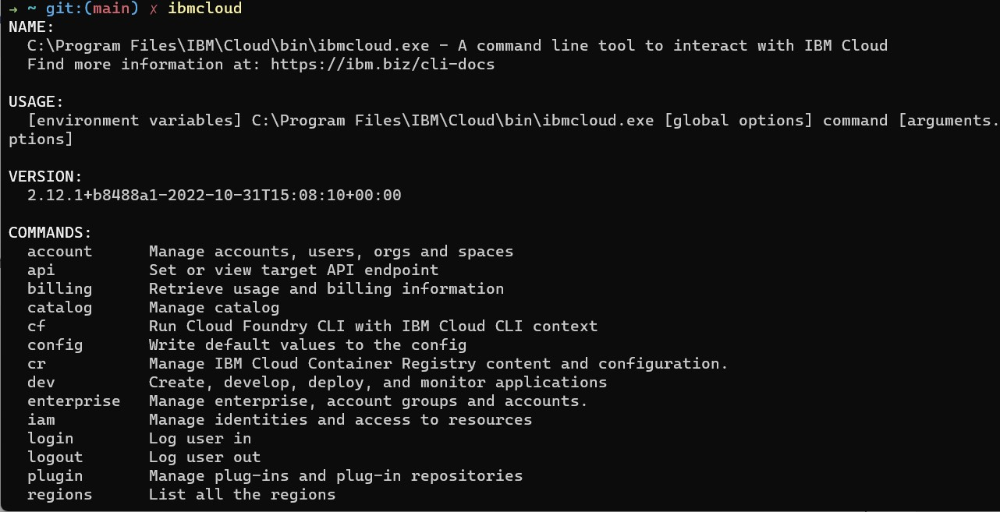 → ~ git:(main) ✗ ibmcloud
NAME:
  C:\Program Files\IBM\Cloud\bin\ibmcloud.exe - A command line tool to interact with IBM Cloud
  Find more information at: https://ibm.biz/cli-docs

USAGE:
  [environment variables] C:\Program Files\IBM\Cloud\bin\ibmcloud.exe [global options] command [arguments.
ptions]

VERSION:
  2.12.1+b8488a1-2022-10-31T15:08:10+00:00

COMMANDS:
  account      Manage accounts, users, orgs and spaces
  api          Set or view target API endpoint
  billing      Retrieve usage and billing information
  catalog      Manage catalog
  cf           Run Cloud Foundry CLI with IBM Cloud CLI context
  config       Write default values to the config
  cr           Manage IBM Cloud Container Registry content and configuration.
  dev          Create, develop, deploy, and monitor applications
  enterprise   Manage enterprise, account groups and accounts.
  iam          Manage identities and access to resources
  login        Log user in
  logout       Log user out
  plugin       Manage plug-ins and plug-in repositories
  regions      List all the regions